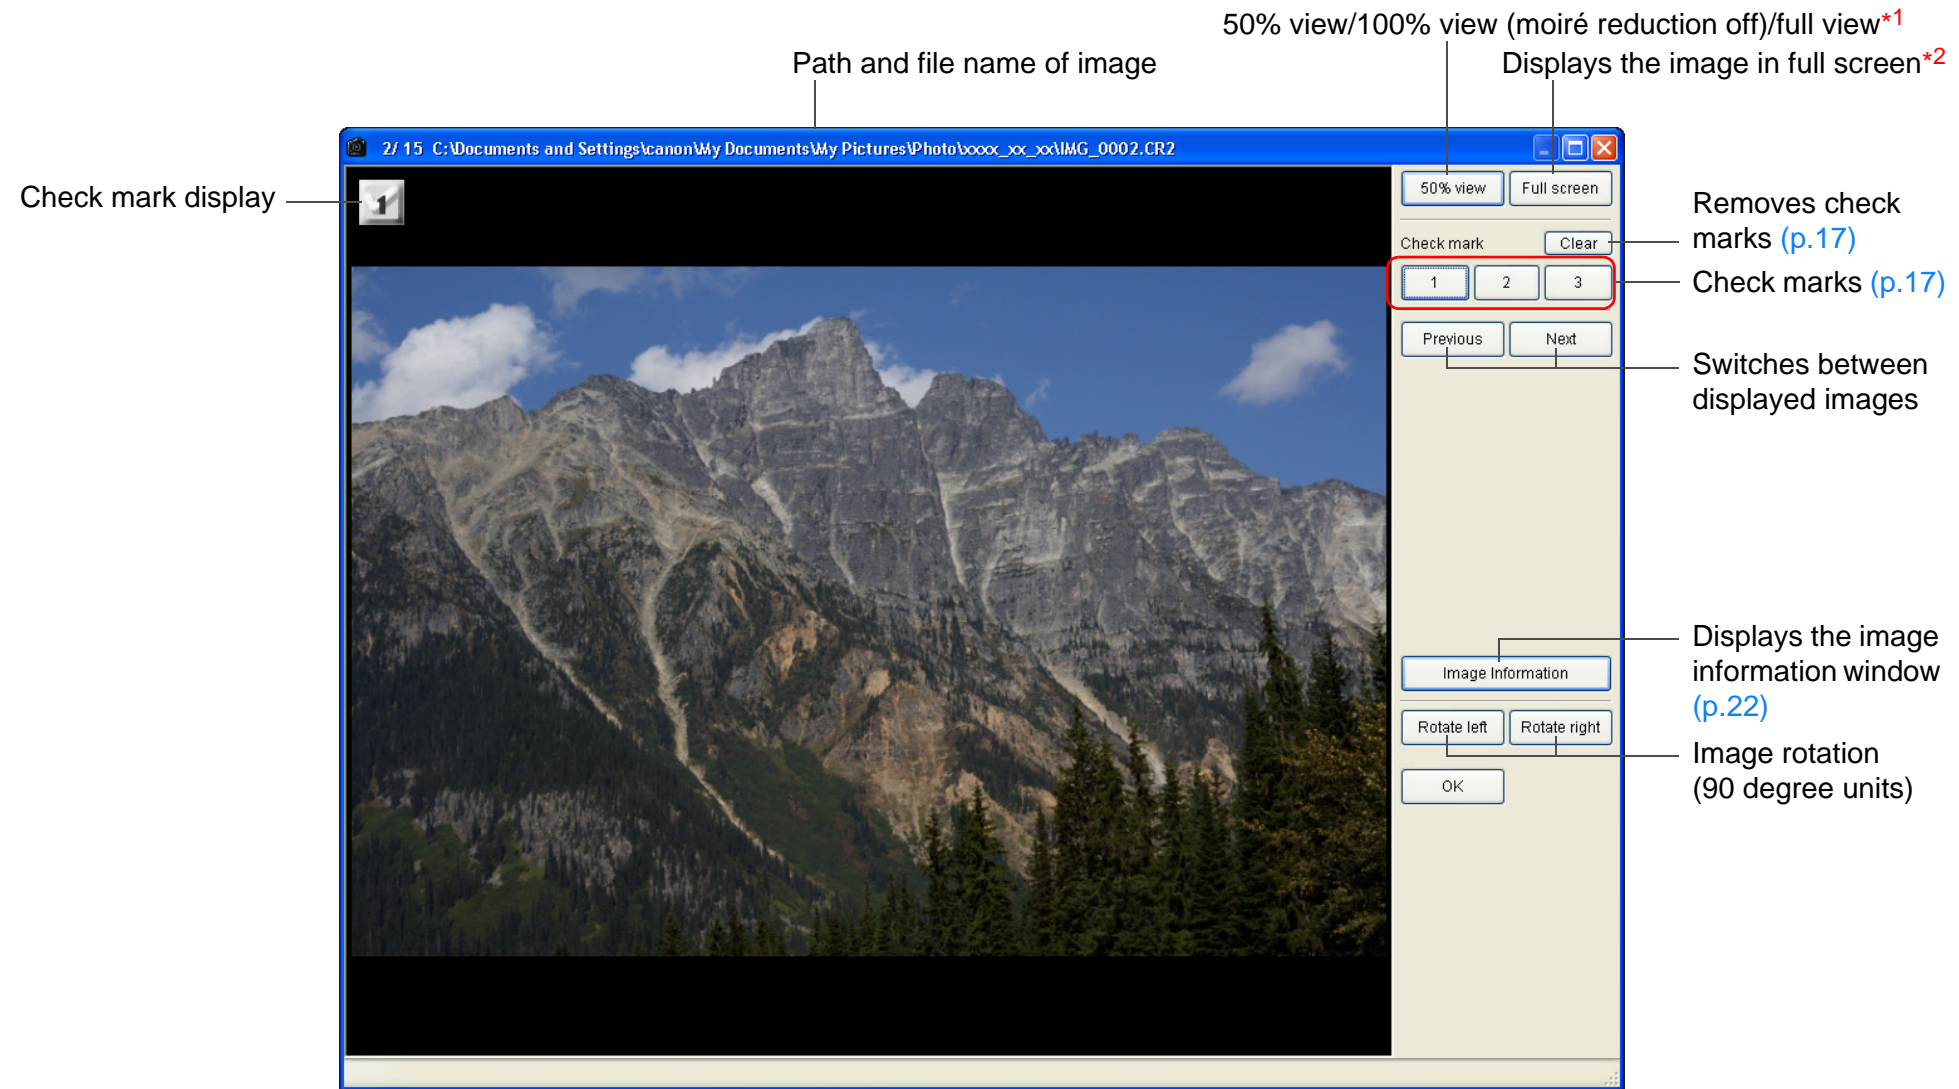 50% view/100% view (moiré reduction off)/full view*1
Path and file name of image
Displays the image in full screen*2
2/ 15 C:\Documents and Settings\canon\My Documents\My Pictures\Photo\xxxx_xx_xx\IMG_0002.CR2
Check mark display
1
50% view
Full screen
Removes check
marks (p.17)
Check mark
Clear
Check marks (p.17)
1
2
3
Previous
Next
Switches between
displayed images
Displays the image
information window
(p.22)
Image Information
Rotate left
Rotate right
Image rotation
(90 degree units)
OK